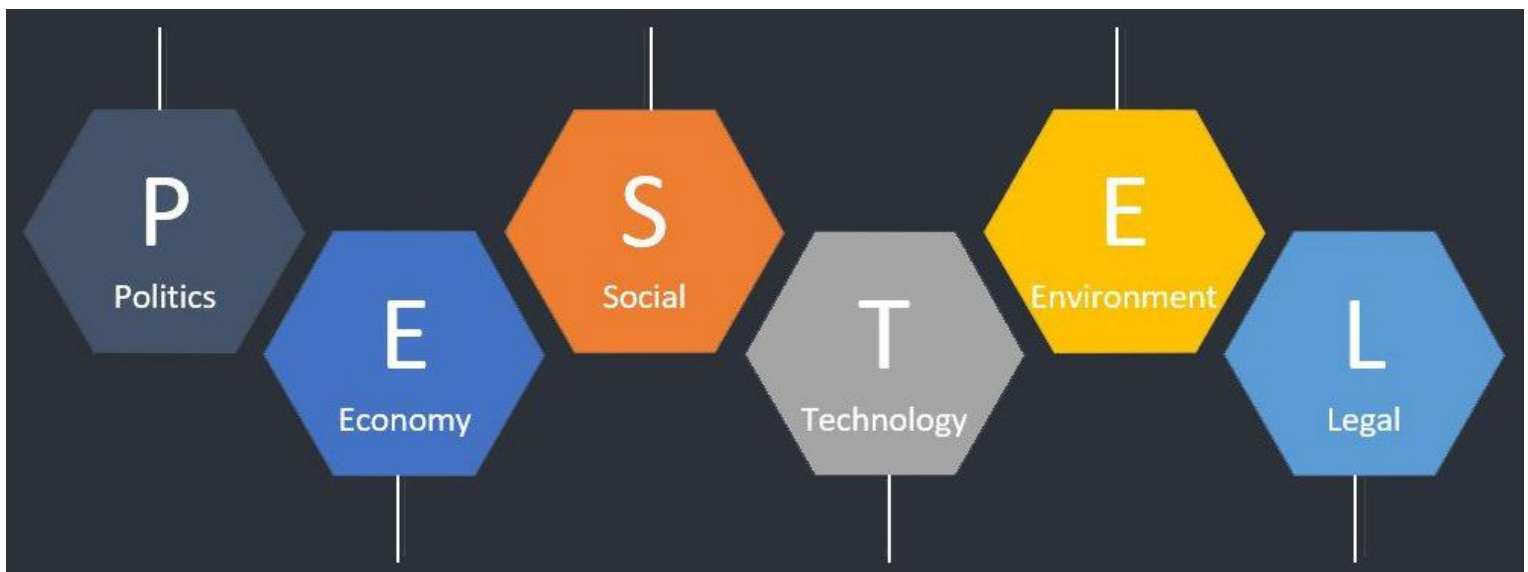 P
Politics
E
Economy
S
Social
T
Technology
E
Environment
L
Legal